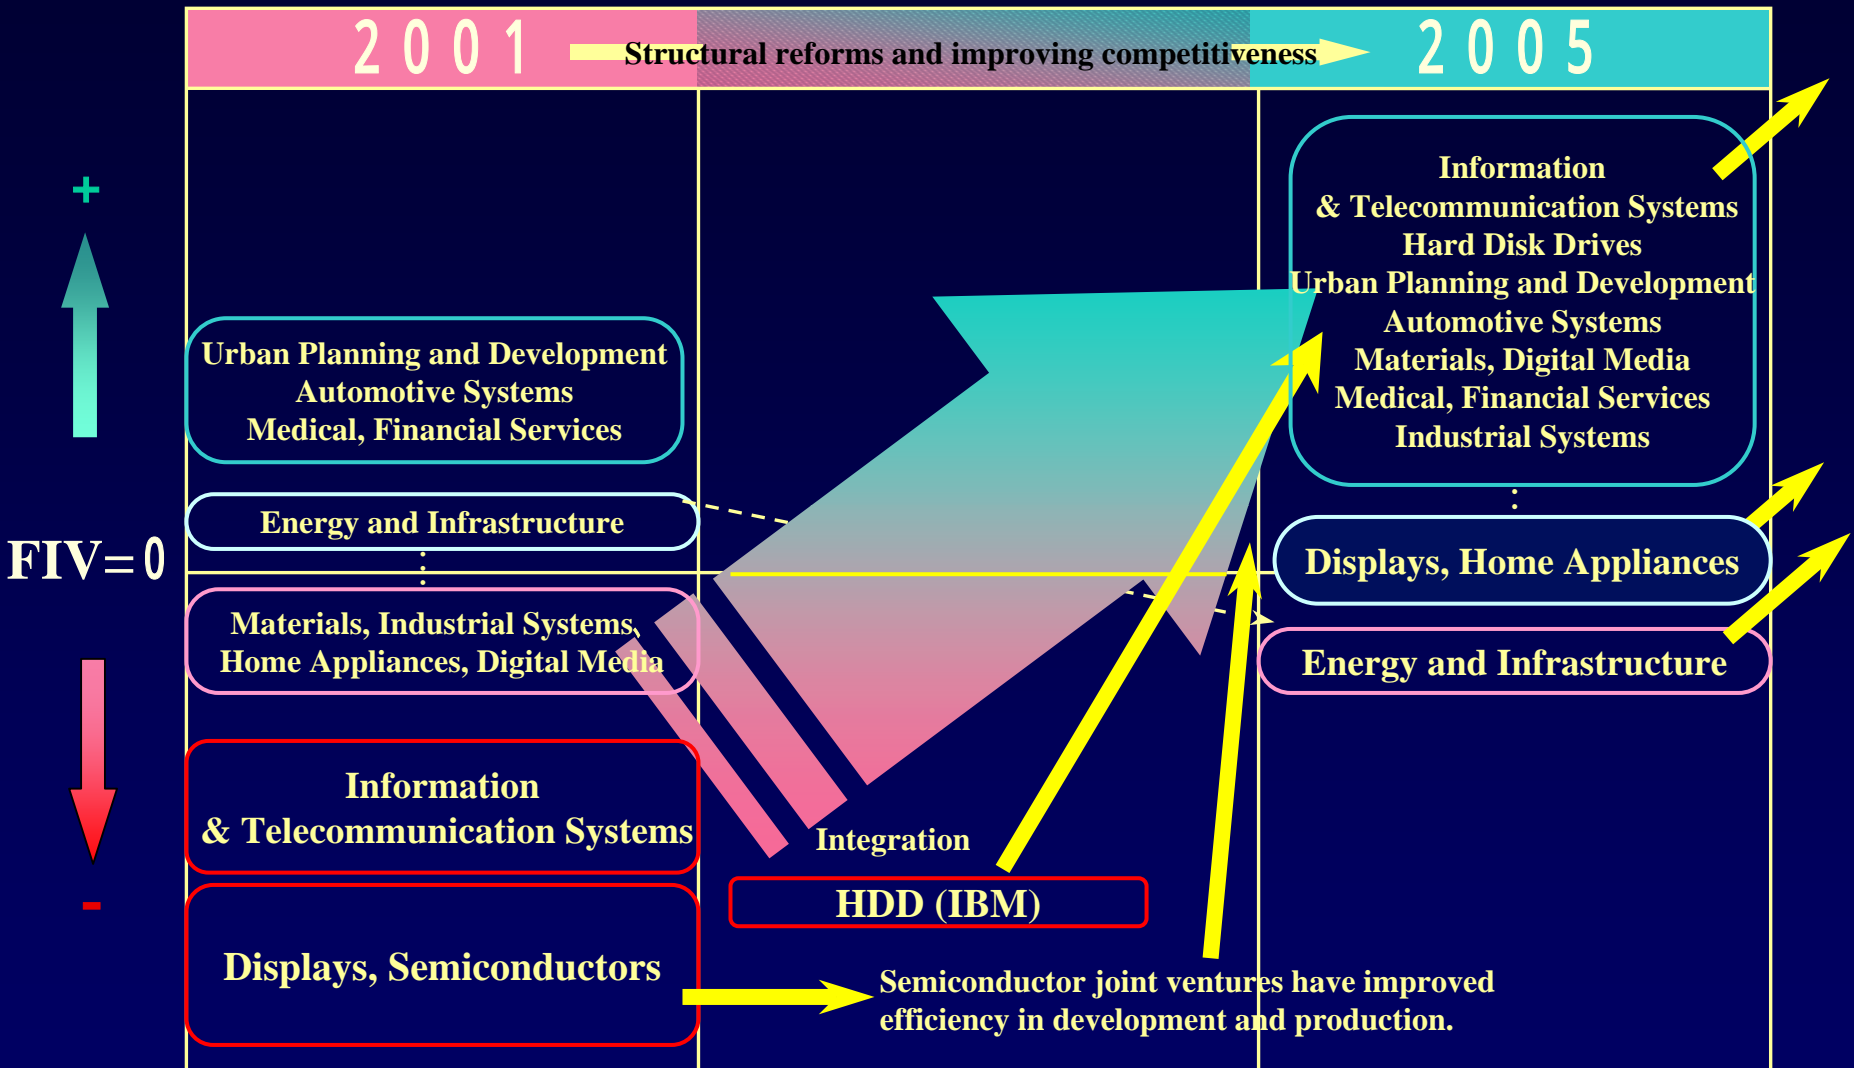 2001
Structural reforms and improving competitiveness
2005
+
FIV=0
-
Urban Planning and Development
Automotive Systems
Medical, Financial Services
Energy and Infrastructure
Materials, Industrial Systems,
Home Appliances, Digital Media
Information
& Telecommunication Systems
Displays, Semiconductors
Integration
HDD (IBM)
Semiconductor joint ventures have improved
efficiency in development and production.
Information
& Telecommunication Systems
Hard Disk Drives
Urban Planning and Development
Automotive Systems
Materials, Digital Media
Medical, Financial Services
Industrial Systems
Displays, Home Appliances
Energy and Infrastructure